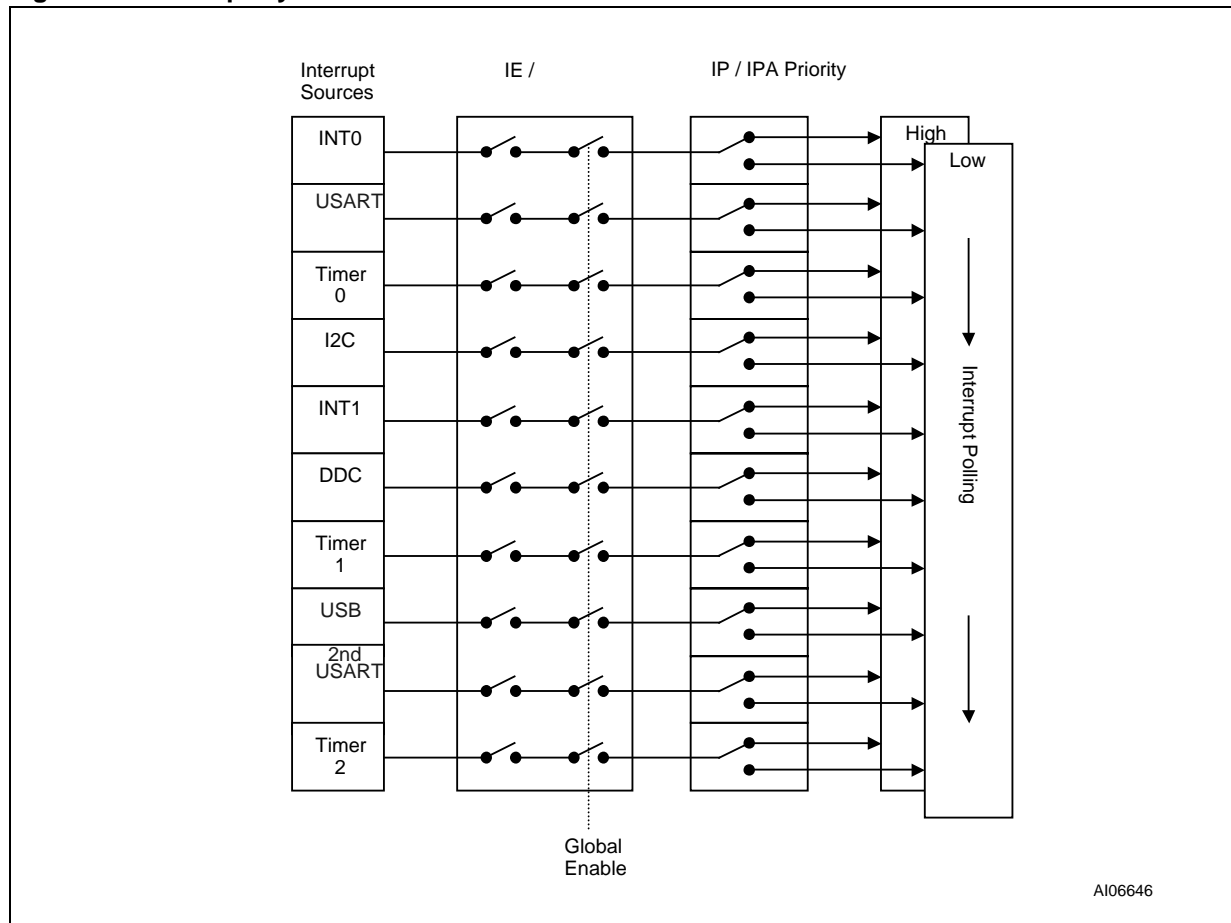 Interrupt
Sources
IE /
IP / IPA Priority
INT0
USART
Timer
0
I2C
INT1
DDC
Timer
1
USB
2nd
USART
Timer
2
High
Low
Interrupt Polling
Global
Enable
AI06646